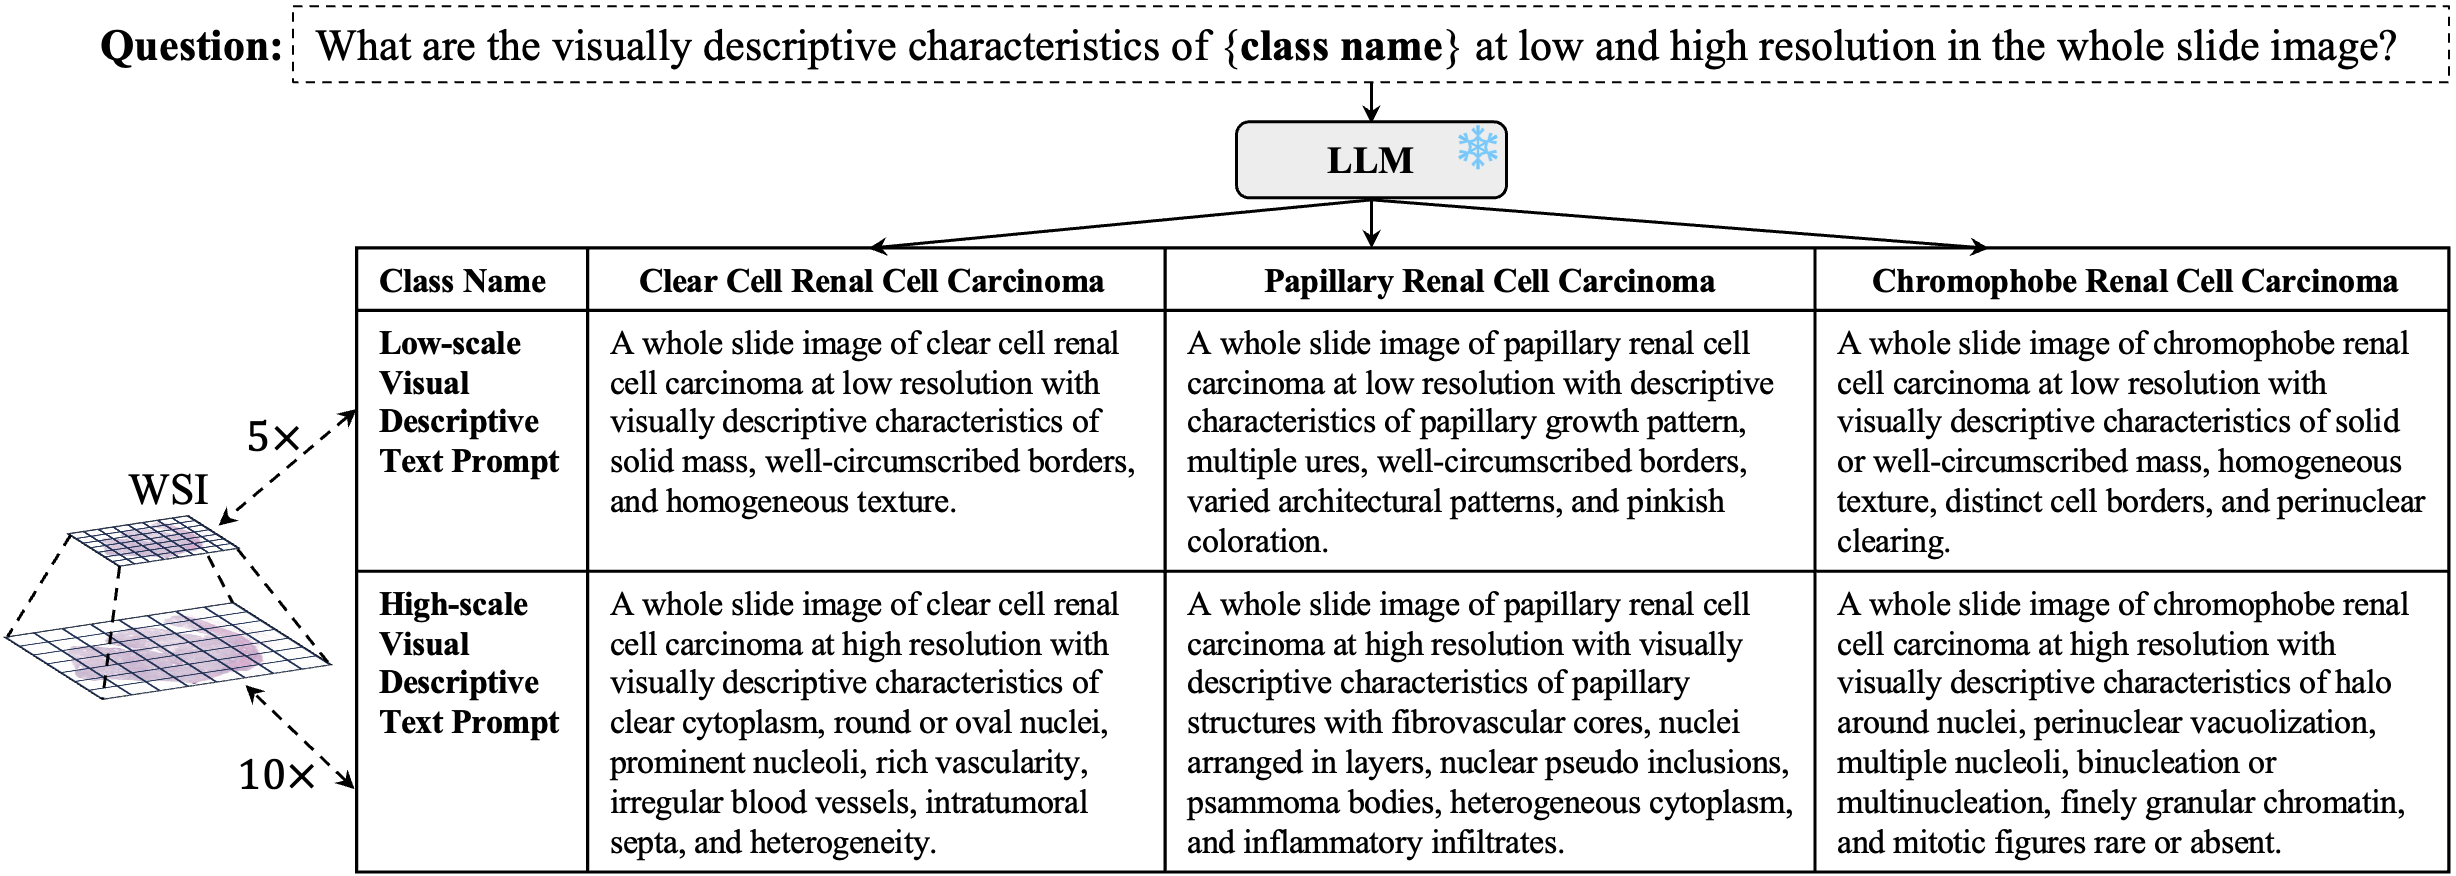 Question: What are the visually descriptive characteristics of {class name} at low and high resolution in the whole slide image?
LLM
Class Name
Clear Cell Renal Cell Carcinoma
Papillary Renal Cell Carcinoma
Chromophobe Renal Cell Carcinoma
Low-scale
Visual
Descriptive
Text Prompt
A whole slide image of clear cell renal
cell carcinoma at low resolution with
visually descriptive characteristics of
solid mass, well-circumscribed borders,
and homogeneous texture.
A whole slide image of papillary renal cell
carcinoma at low resolution with descriptive
characteristics of papillary growth pattern,
multiple ures, well-circumscribed borders,
varied architectural patterns, and pinkish
coloration.
A whole slide image of chromophobe renal
cell carcinoma at low resolution with
visually descriptive characteristics of solid
or well-circumscribed mass, homogeneous
texture, distinct cell borders, and perinuclear
clearing.
5×
WSI
10×
High-scale
Visual
Descriptive
Text Prompt
A whole slide image of clear cell renal
cell carcinoma at high resolution with
visually descriptive characteristics of
clear cytoplasm, round or oval nuclei,
prominent nucleoli, rich vascularity,
irregular blood vessels, intratumoral
septa, and heterogeneity.
A whole slide image of papillary renal cell
carcinoma at high resolution with visually
descriptive characteristics of papillary
structures with fibrovascular cores, nuclei
arranged in layers, nuclear pseudo inclusions,
psammoma bodies, heterogeneous cytoplasm,
and inflammatory infiltrates.
A whole slide image of chromophobe renal
cell carcinoma at high resolution with
visually descriptive characteristics of halo
around nuclei, perinuclear vacuolization,
multiple nucleoli, binucleation or
multinucleation, finely granular chromatin,
and mitotic figures rare or absent.